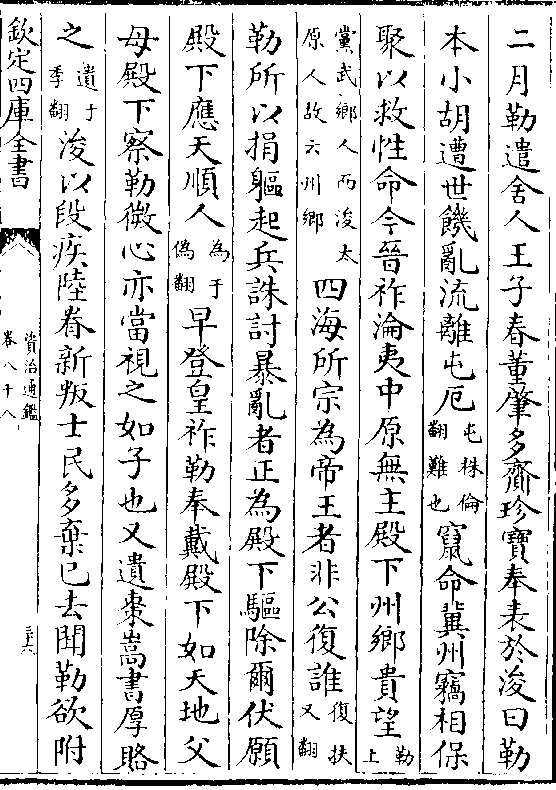 二月勒遣舍人王子春董肇多齎珍寶奉表於浚曰勒
本小胡遭世饑亂流離屯厄屯株倫翻難也竄命冀州竊相保
聚以救性命今晉祚淪夷中原無主殿下州鄉貴望勒上
黨武鄉人而浚太原人故云州鄉四海所宗為帝王者非公復誰復扶又翻
勒所以捐軀起兵誅討暴亂者正為殿下驅除爾伏願
殿下應天順人為于偽翻早登皇祚勒奉戴殿下如天地父
母殿下察勒微心亦當視之如子也又遺棗嵩書厚賂
之遺于季翻浚以段疾陸眷新叛士民多棄已去聞勒欲附
欽定四庫全書
資治通鑑
卷八十八
三六